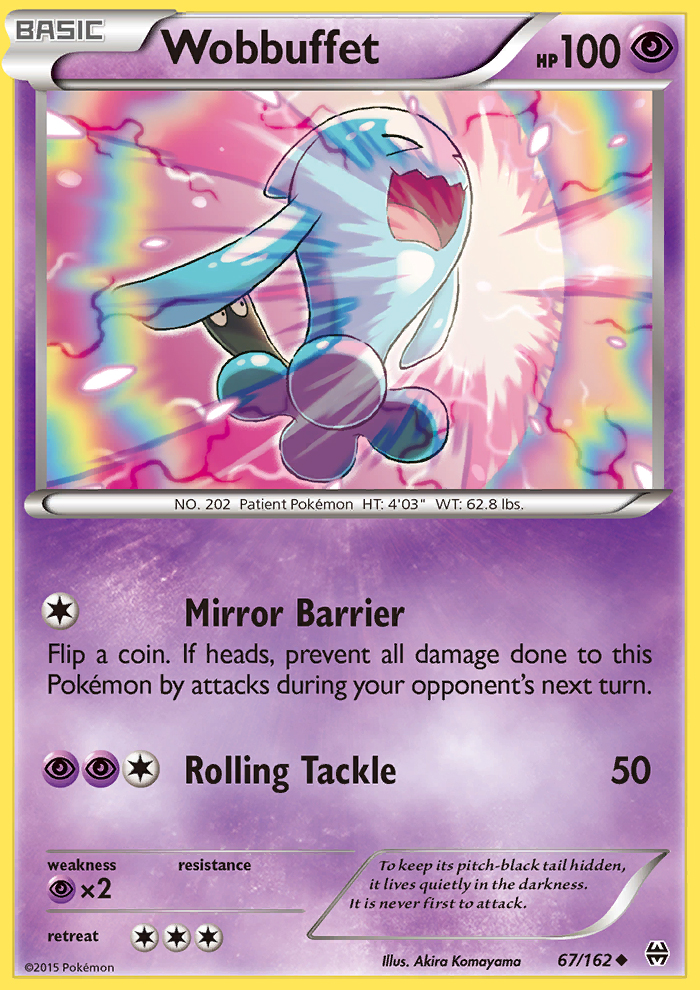 BASIC
Wobbuffet
HP100
NO. 202 Patient Pokémon HT: 4'03" WT: 62.8 lbs.
Mirror Barrier
Flip a coin. If heads, prevent all damage done to this
Pokémon by attacks during your opponent's next turn.
Rolling Tackle 50
weakness resistance
×2
To keep its pitch-black tail hidden,
it lives quietly in the darkness.
It is never first to attack.
retreat
Illus. Akira Komayama 67/162
©2015 Pokémon